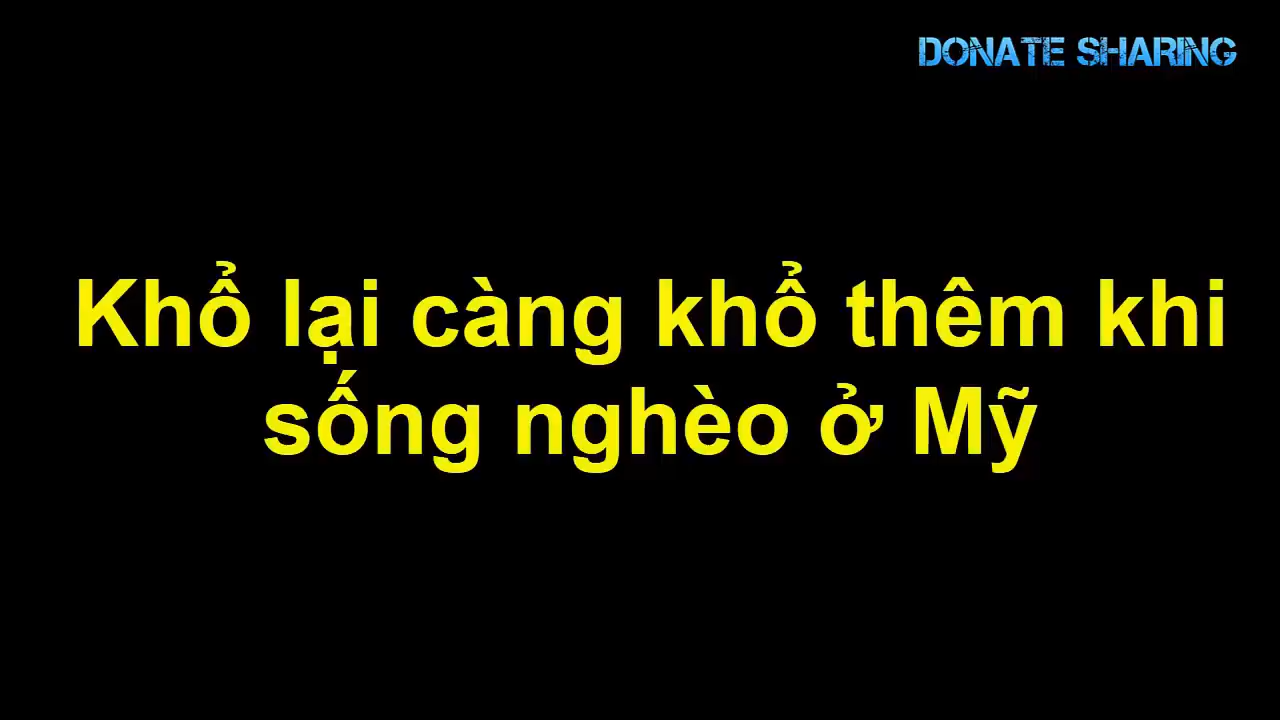 DONATE SHARING
Khổ lại càng khổ thêm khi
sống nghèo ở Mỹ